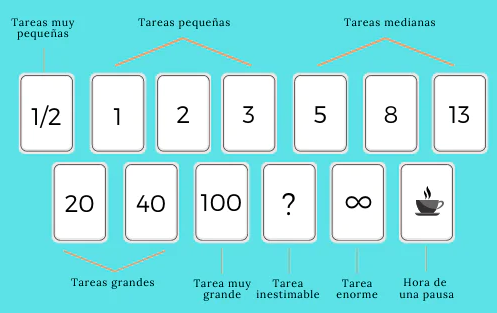 Tareas muy
pequeñas
Tareas pequeñas
Tareas medianas
1/2
1
2
3
5
8
13
20
40
100
?
∞
Tareas grandes
Tarea muy
grande
Tarea
inestimable
Tarea
enorme
Hora de
una pausa